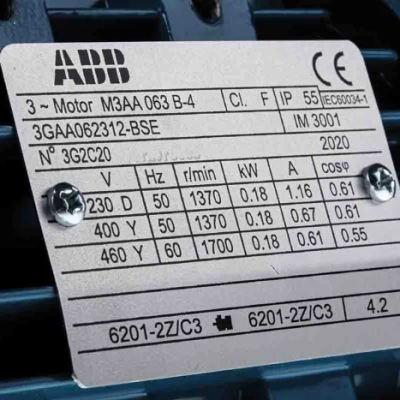 ABB CE
3 ~ Motor M3AA 063 B-4 Cl. F IP 55 IEC60034-1
3GAA062312-BSE IM 3001
Nº 3G2C20 2020
V Hz r/min kW A cosφ
230 D 50 1370 0.18 1.16 0.61
400 Y 50 1370 0.18 0.67 0.61
460 Y 60 1700 0.18 0.61 0.55
6201-2Z/C3 6201-2Z/C3 4.2